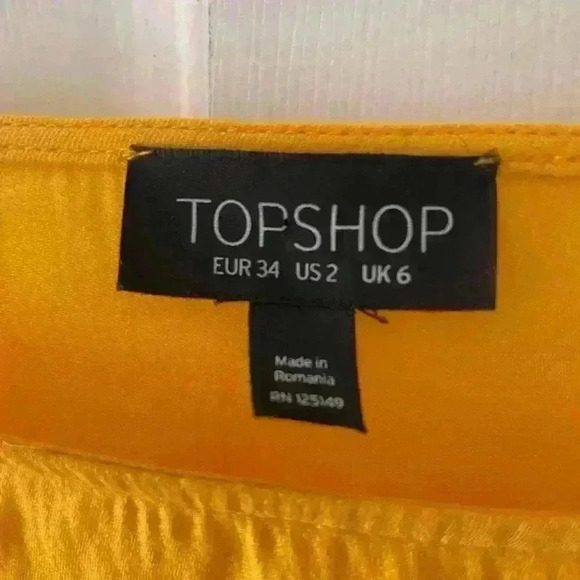 TOPSHOP
EUR 34 US 2 UK 6
Made in
Romania
RN 125149